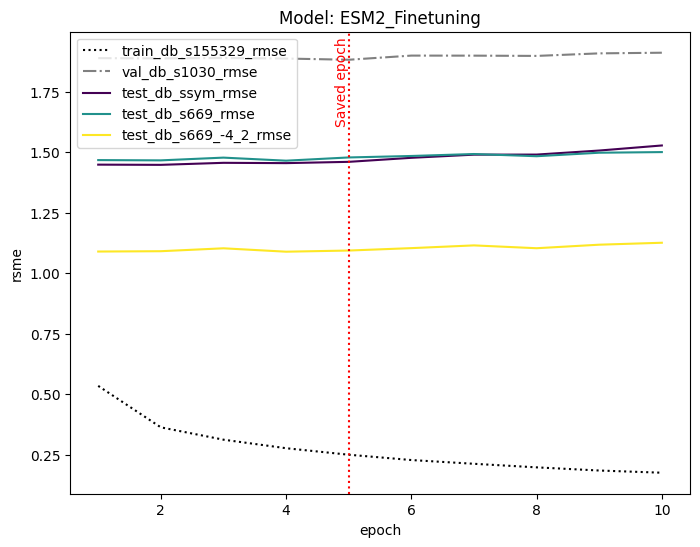 Model: ESM2_Finetuning
train_db_s155329_rmse
val_db_s1030_rmse
test_db_ssym_rmse
test_db_s669_rmse
test_db_s669_-4_2_rmse
Saved epoch
rsme
1.75
1.50
1.25
1.00
0.75
0.50
0.25
2
4
6
8
10
epoch